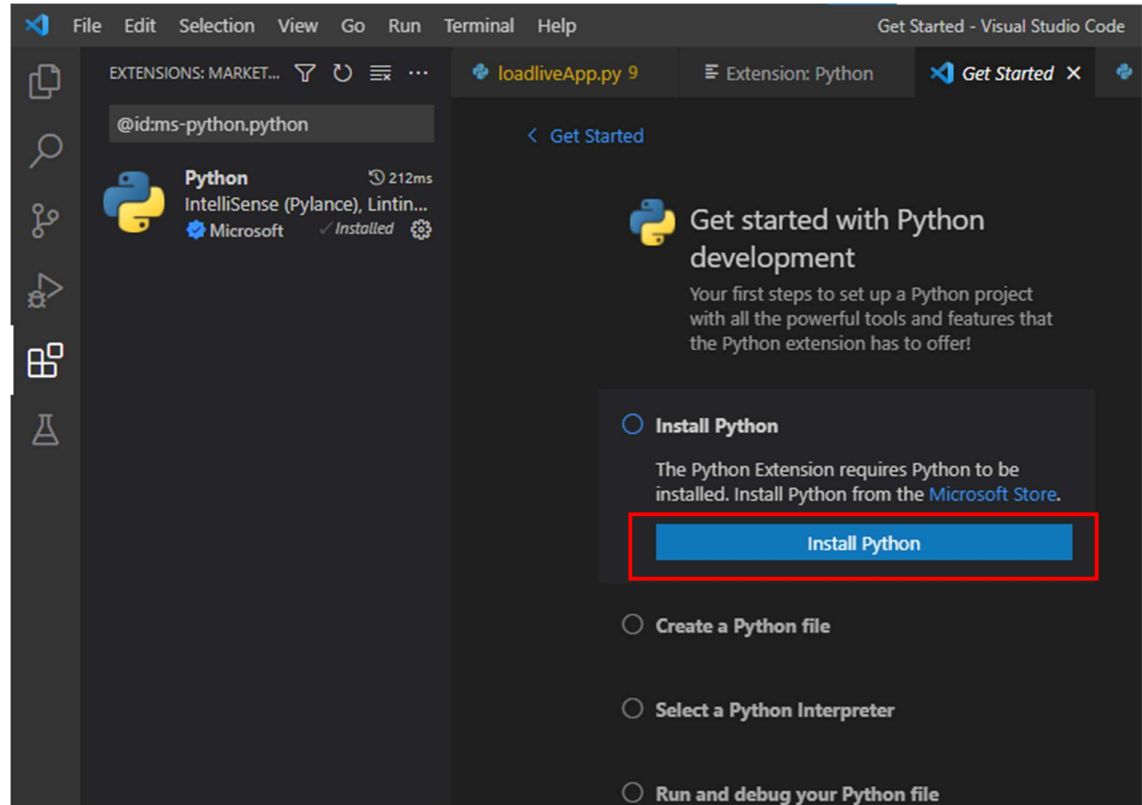 File Edit Selection View Go Run Terminal Help Get Started - Visual Studio Code
EXTENSIONS: MARKET...
loadliveApp.py 9 Extension: Python Get Started
@id:ms-python.python
Python 212ms
IntelliSense (Pylance), Lintin...
Microsoft Installed
Get Started
Get started with Python
development
Your first steps to set up a Python project
with all the powerful tools and features that
the Python extension has to offer!
Install Python
The Python Extension requires Python to be
installed. Install Python from the Microsoft Store.
Install Python
Create a Python file
Select a Python Interpreter
Run and debug your Python file